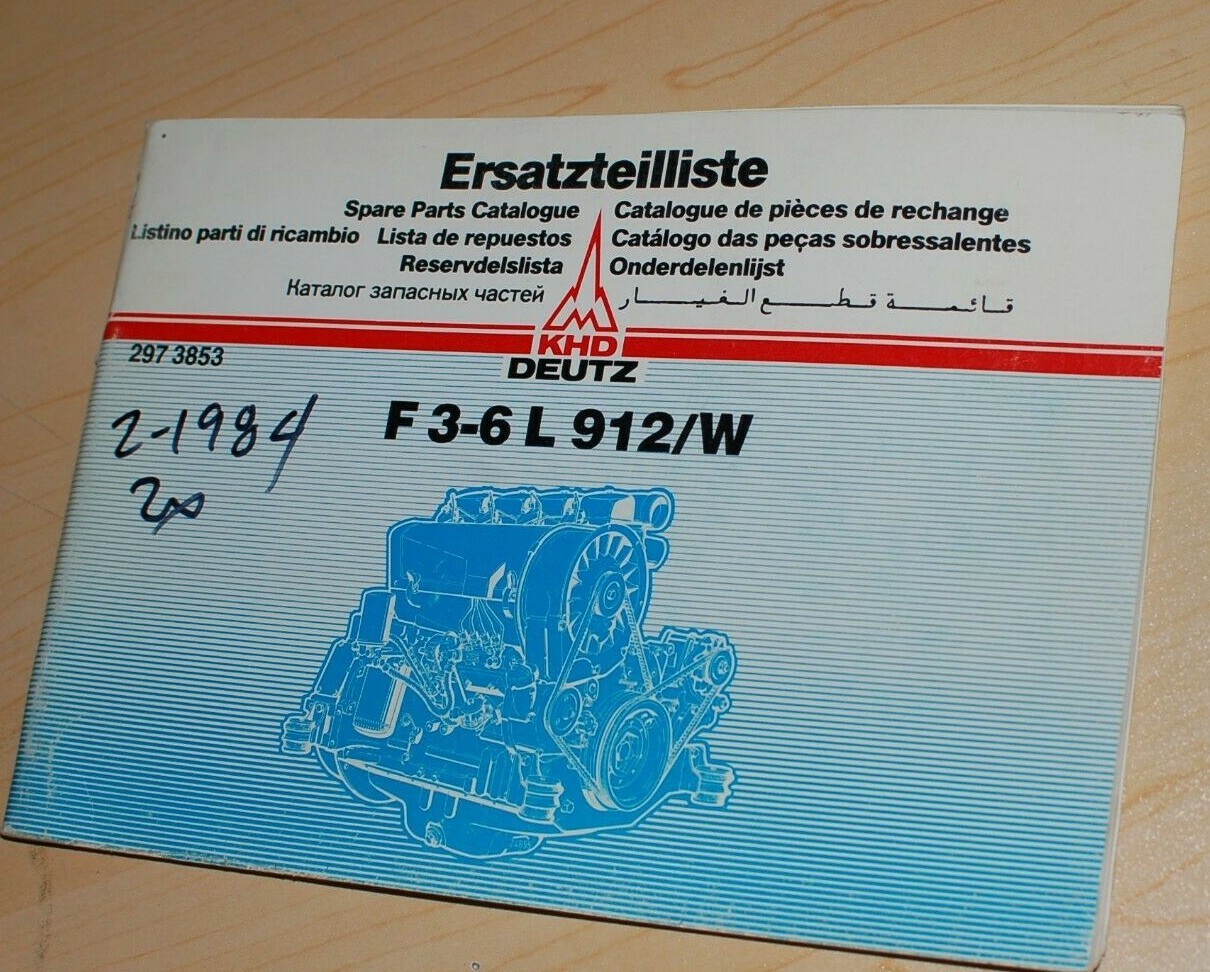 Ersatzteilliste
Spare Parts Catalogue
Catalogue de pièces de rechange
Listino parti di ricambio Lista de repuestos
Catálogo das peças sobressalentes
Reservdelslista
Onderdelenlijst
Каталог запасных частей
قائمة قطع الغيار
KHD
DEUTZ
297 3853
F 3-6 L 912/W
2-1984